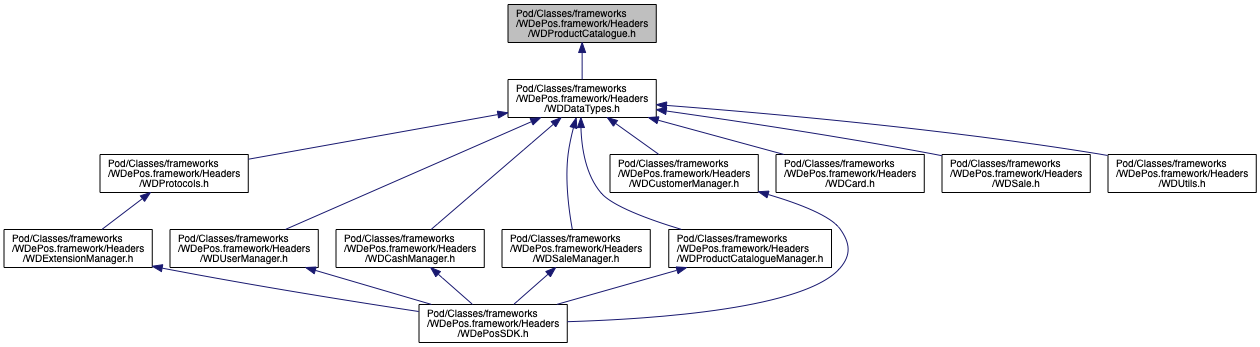 Pod/Classes/frameworks
/WDePos.framework/Headers
/WDProductCatalogue.h
Pod/Classes/frameworks
/WDePos.framework/Headers
/WDDataTypes.h
Pod/Classes/frameworks
/WDePos.framework/Headers
/WDProtocols.h
Pod/Classes/frameworks
/WDePos.framework/Headers
/WDCustomerManager.h
Pod/Classes/frameworks
/WDePos.framework/Headers
/WDCard.h
Pod/Classes/frameworks
/WDePos.framework/Headers
/WDSale.h
Pod/Classes/frameworks
/WDePos.framework/Headers
/WDUtils.h
Pod/Classes/frameworks
/WDePos.framework/Headers
/WDExtensionManager.h
Pod/Classes/frameworks
/WDePos.framework/Headers
/WDUserManager.h
Pod/Classes/frameworks
/WDePos.framework/Headers
/WDCashManager.h
Pod/Classes/frameworks
/WDePos.framework/Headers
/WDSaleManager.h
Pod/Classes/frameworks
/WDePos.framework/Headers
/WDProductCatalogueManager.h
Pod/Classes/frameworks
/WDePos.framework/Headers
/WDePosSDK.h